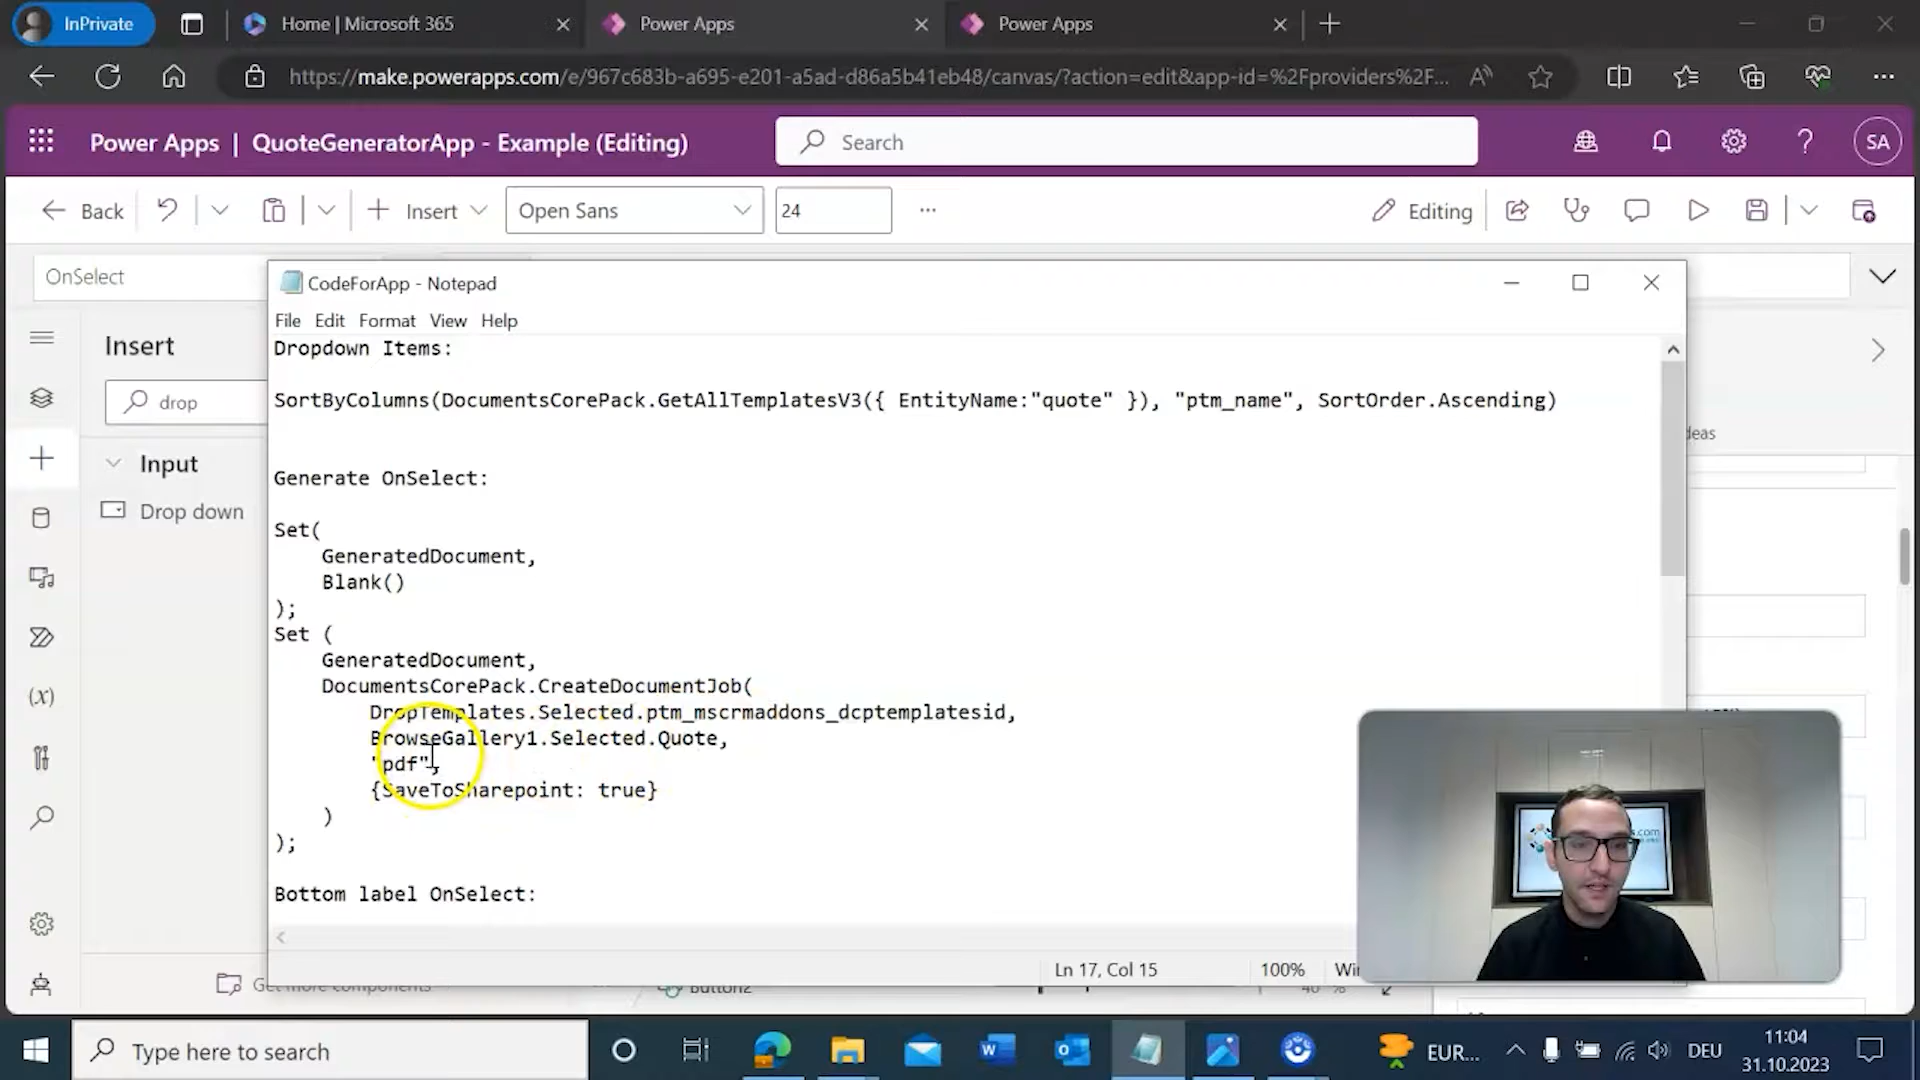 InPrivate
Home | Microsoft 365
Power Apps
Power Apps
https://make.powerapps.com/e/967c683b-a695-e201-a5ad-d86a5b41eb48/canvas/?action=edit&app-id=%2Fproviders%2F...
Power Apps | QuoteGeneratorApp - Example (Editing)
Search
SA
Back
Insert
Open Sans
24
Editing
OnSelect
CodeForApp - Notepad
File Edit Format View Help
Insert
drop
Input
Drop down
Dropdown Items:
SortByColumns(DocumentsCorePack.GetAllTemplatesV3({ EntityName:"quote" }), "ptm_name", SortOrder.Ascending)
Generate OnSelect:
Set(
GeneratedDocument,
Blank()
);
Set (
GeneratedDocument,
DocumentsCorePack.CreateDocumentJob(
DropTemplates.Selected.ptm_mscrmaddons_dcptemplatesid,
BrowseGallery1.Selected.Quote,
"pdf",
{SaveToSharepoint: true}
)
);
Bottom label OnSelect:
Ln 17, Col 15
100%
Get more components
Button2
40 %
Type here to search
EUR...
DEU
11:04
31.10.2023